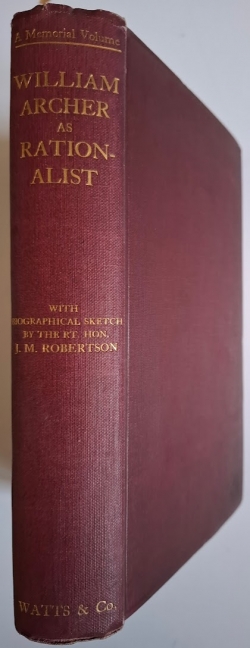 A Memorial Volume
WILLIAM
ARCHER
AS
RATION-
ALIST
WITH
BIOGRAPHICAL SKETCH
BY THE RT. HON.
J. M. ROBERTSON
WATTS & Co.